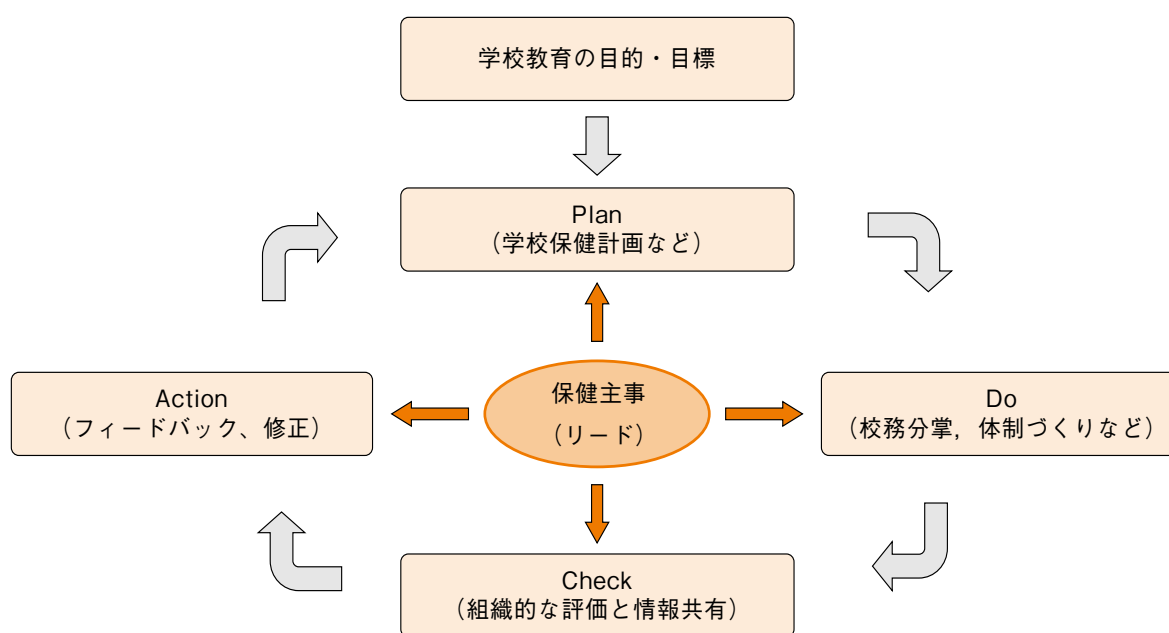 学校教育の目的・目標
Plan
（学校保健計画など）
Action
（フィードバック、修正）
保健主事
（リード）
Do
（校務分掌，体制づくりなど）
Check
（組織的な評価と情報共有）